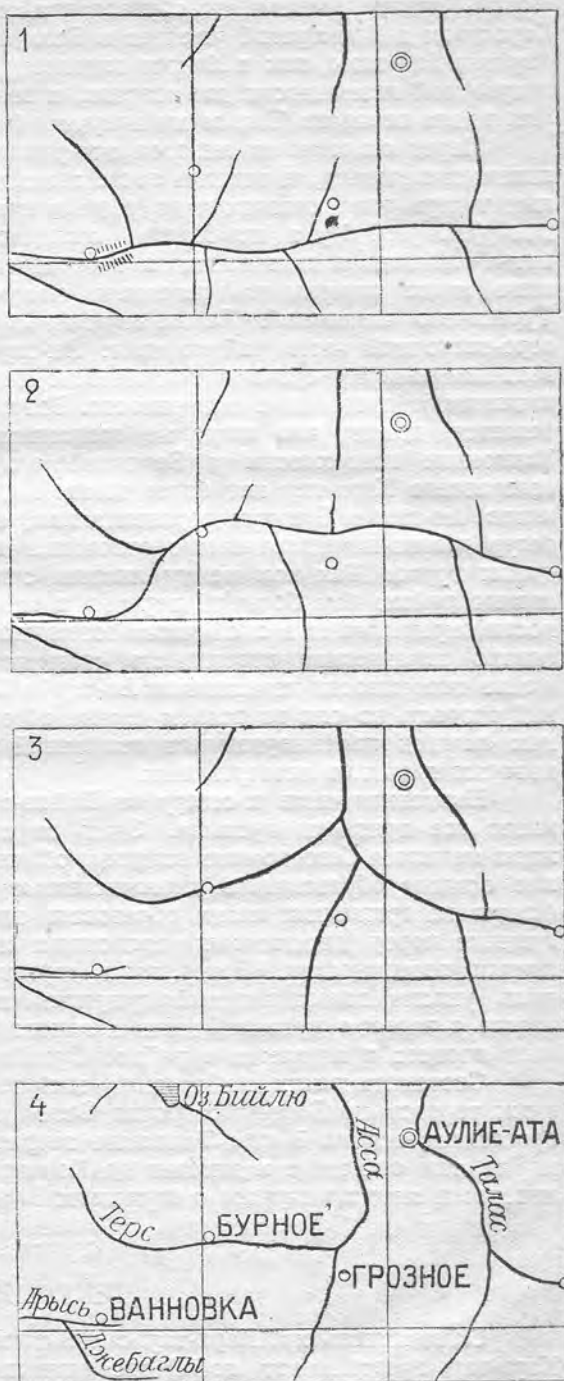 1
2
3
4
Оз Бийлю
Асса
АУЛИЕ-АТА
Талас
Терс
БУРНОЕ
ГРОЗНОЕ
Арысь
ВАННОВКА
Джебаглы